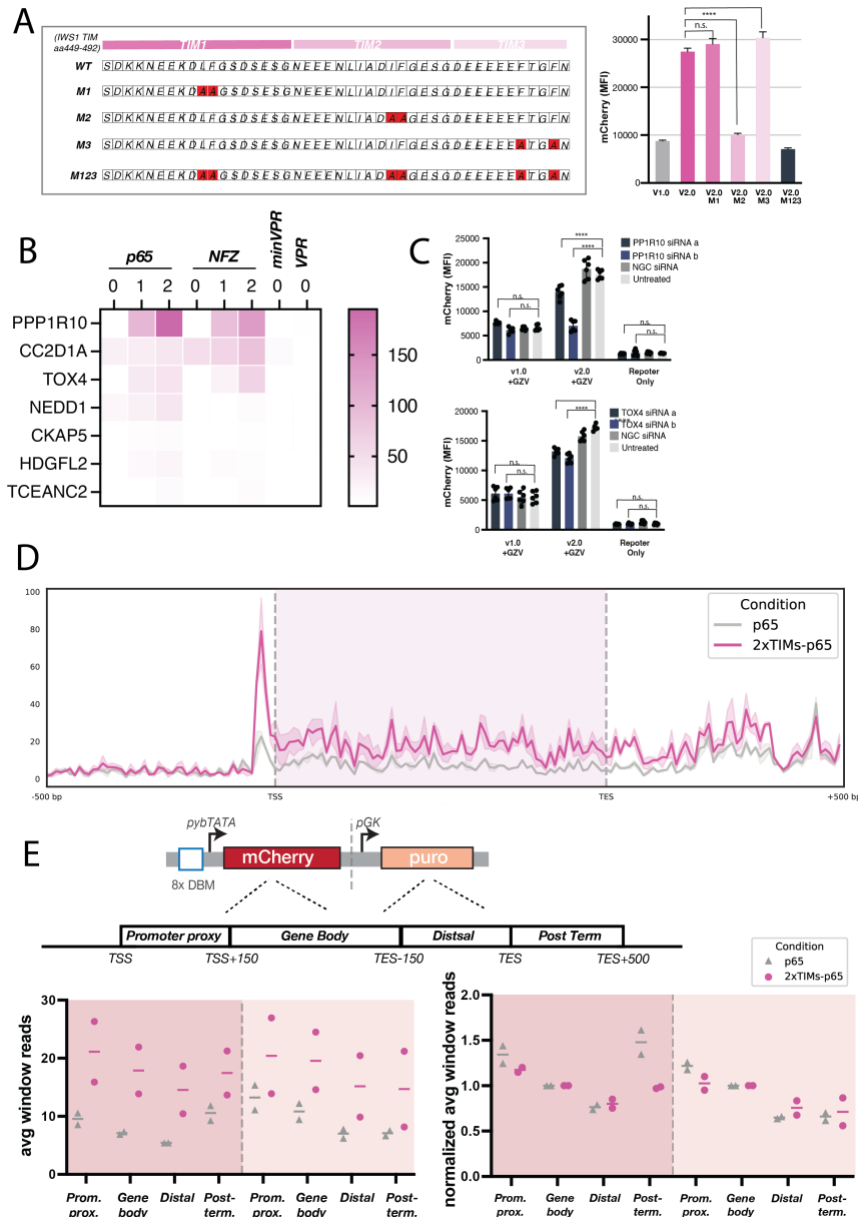 A
(IWS1 TIM
aa449-492)
TIM1 TIM2 TIM3
WT SDKKNEEKDLFGSDSESGNEEENLIADIFGESGDEEEEEFTGFN
M1 SDKKNEEKDAAGSDSESGNEEENLIADIFGESGDEEEEEFTGFN
M2 SDKKNEEKDLFGSDSESGNEEENLIADAAGESGDEEEEEFTGFN
M3 SDKKNEEKDLFGSDSESGNEEENLIADIFGESGDEEEEEATGAN
M123 SDKKNEEKDAAGSDSESGNEEENLIADAAGESGDEEEEEATGAN
mCherry (MFI)
30000
20000
10000
0
****
****
n.s.
V1.0 V2.0 V2.0 M1 V2.0 M2 V2.0 M3 V2.0 M123
B
p65 NFZ minVPR VPR
0 1 2 0 1 2 0 0
PPP1R10
CC2D1A
TOX4
NEDD1
CKAP5
HDGFL2
TCEANC2
150
100
50
C
mCherry (MFI)
25000
20000
15000
10000
5000
0
n.s.
n.s.
****
****
n.s.
n.s.
PP1R10 siRNA a
PP1R10 siRNA b
NGC siRNA
Untreated
v1.0 +GZV
v2.0 +GZV
Repoter Only
mCherry (MFI)
20000
15000
10000
5000
0
n.s.
n.s.
****
****
n.s.
n.s.
TOX4 siRNA a
TOX4 siRNA b
NGC siRNA
Untreated
v1.0 +GZV
v2.0 +GZV
Repoter Only
D
100
80
60
40
20
0
-500 bp TSS TES +500 bp
Condition
p65
2xTIMs-p65
E
pybTATA pGK
mCherry puro
8x DBM
Promoter proxy Gene Body Distsal Post Term
TSS TSS+150 TES-150 TES TES+500
Condition
p65
2xTIMs-p65
avg window reads
30
20
10
0
Prom. prox. Gene body Distal Post-term. Prom. prox. Gene body Distal Post-term.
normalized avg window reads
2.0
1.5
1.0
0.5
0.0
Prom. prox. Gene body Distal Post-term. Prom. prox. Gene body Distal Post-term.